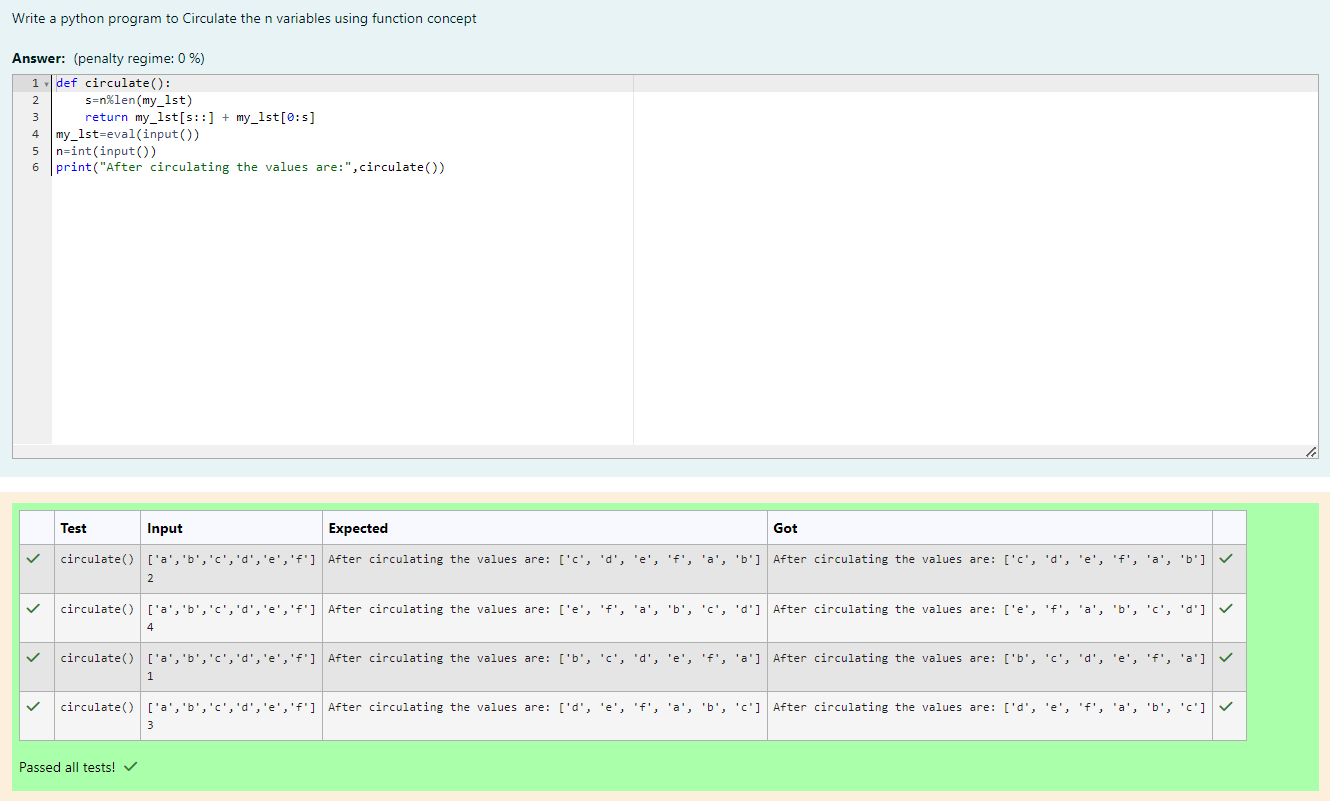 Write a python program to Circulate the n variables using function concept
Answer: (penalty regime: 0 %)
1 def circulate():
2 s=n%len(my_lst)
3 return my_lst[s::] + my_lst[0:s]
4 my_lst=eval(input())
5 n=int(input())
6 print("After circulating the values are:",circulate())
Test Input Expected Got
circulate() ['a','b','c','d','e','f'] After circulating the values are: ['c', 'd', 'e', 'f', 'a', 'b'] After circulating the values are: ['c', 'd', 'e', 'f', 'a', 'b']
2
circulate() ['a','b','c','d','e','f'] After circulating the values are: ['e', 'f', 'a', 'b', 'c', 'd'] After circulating the values are: ['e', 'f', 'a', 'b', 'c', 'd']
4
circulate() ['a','b','c','d','e','f'] After circulating the values are: ['b', 'c', 'd', 'e', 'f', 'a'] After circulating the values are: ['b', 'c', 'd', 'e', 'f', 'a']
1
circulate() ['a','b','c','d','e','f'] After circulating the values are: ['d', 'e', 'f', 'a', 'b', 'c'] After circulating the values are: ['d', 'e', 'f', 'a', 'b', 'c']
3
Passed all tests!